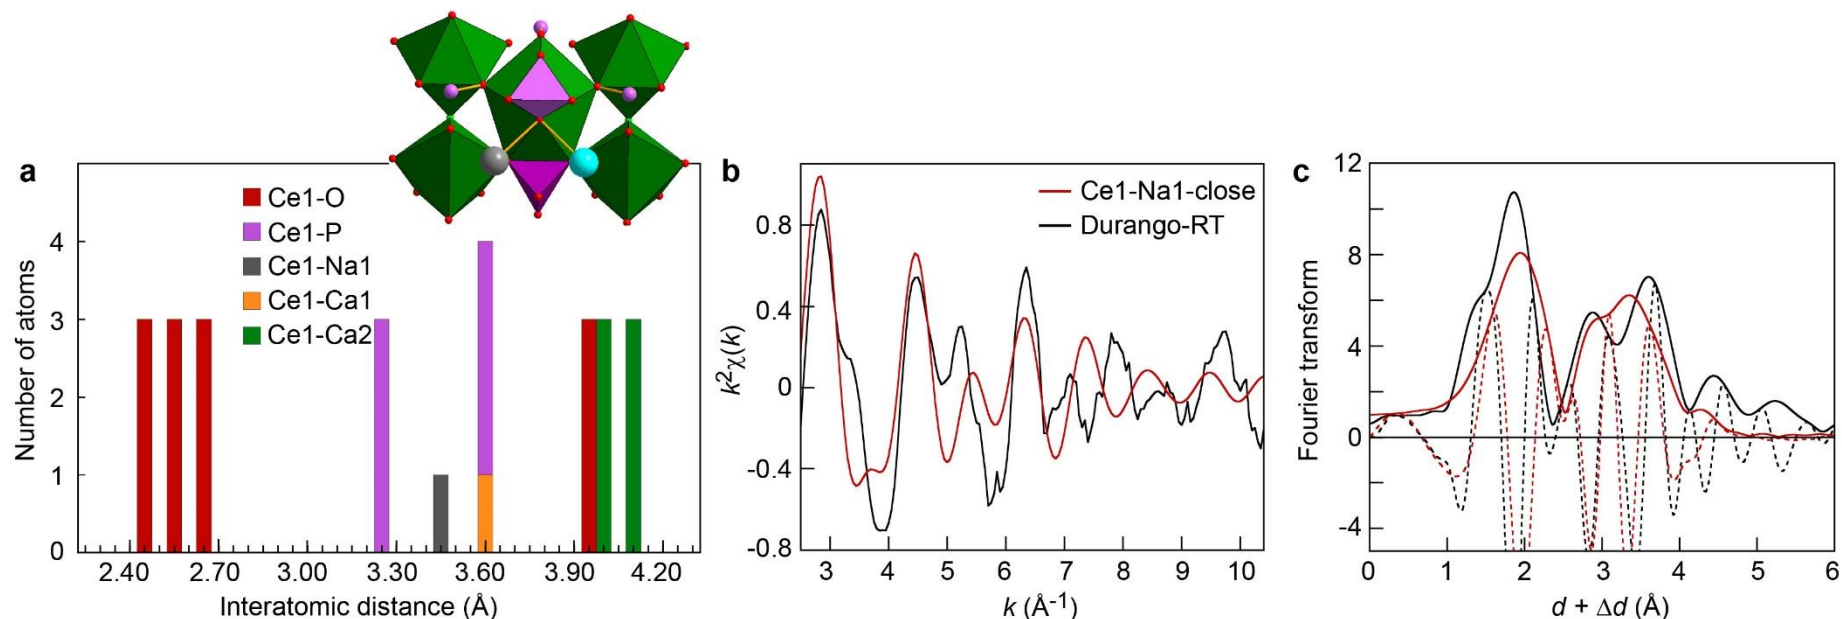 a
Ce1-O
Ce1-P
Ce1-Na1
Ce1-Ca1
Ce1-Ca2
Number of atoms
4
3
2
1
0
2.40 2.70 3.00 3.30 3.60 3.90 4.20
Interatomic distance (Å)
b
Ce1-Na1-close
Durango-RT
k²χ(k)
0.8
0.4
0
-0.4
-0.8
3 4 5 6 7 8 9 10
k (Å⁻¹)
c
Fourier transform
12
8
4
0
-4
0 1 2 3 4 5 6
d + Δd (Å)